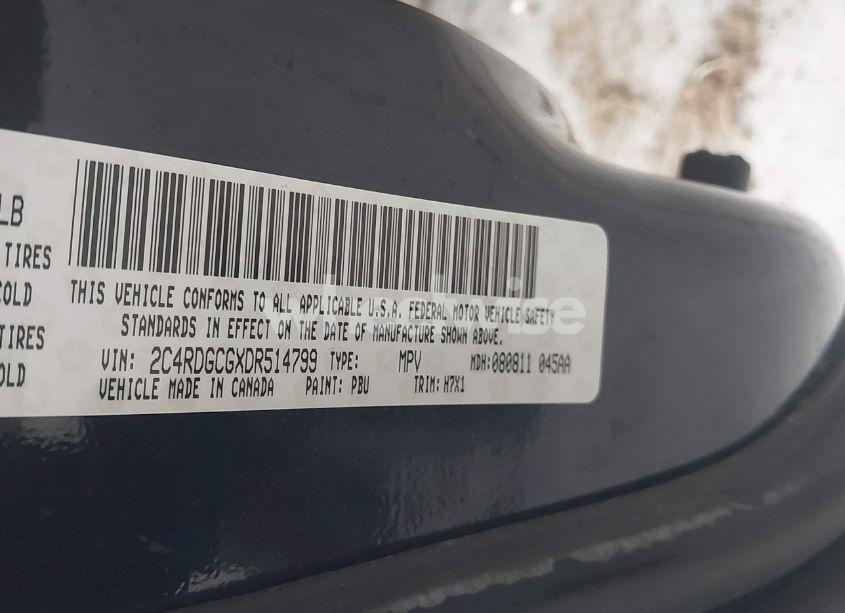 LB
TIRES
COLD
TIRES
OLD
THIS VEHICLE CONFORMS TO ALL APPLICABLE U.S.A. FEDERAL MOTOR VEHICLE SAFETY
STANDARDS IN EFFECT ON THE DATE OF MANUFACTURE SHOWN ABOVE.
VIN: 2C4RDGCGXDR514799 TYPE: MPV MDH:080811 045AA
VEHICLE MADE IN CANADA PAINT: PBU TRIM: H7X1